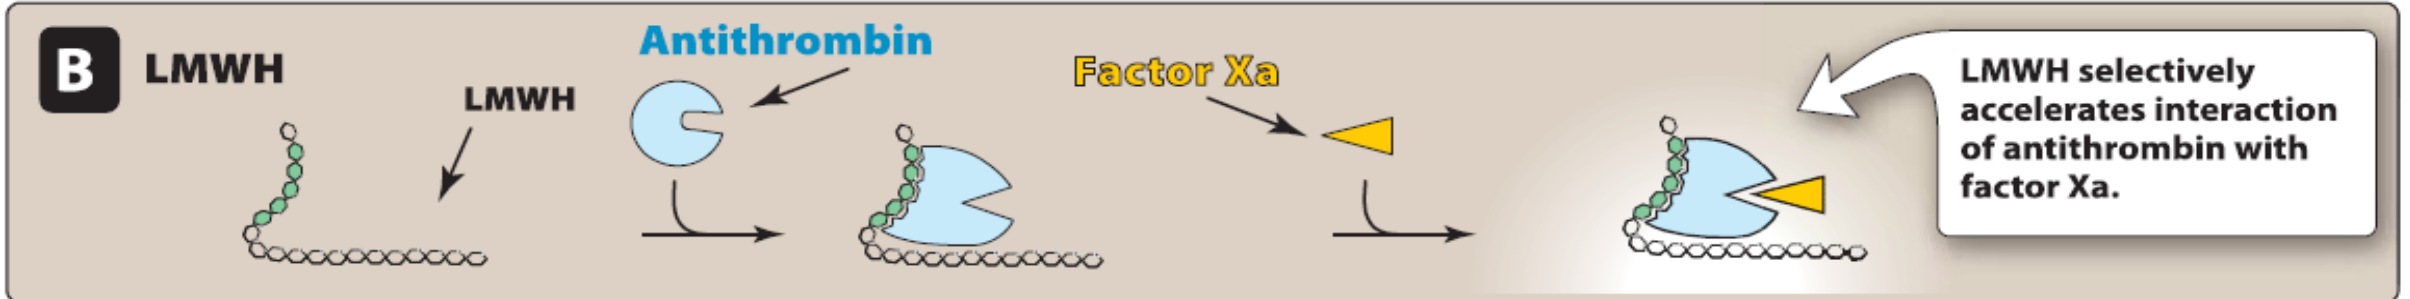 B LMWH
LMWH
Antithrombin
Factor Xa
LMWH selectively
accelerates interaction
of antithrombin with
factor Xa.